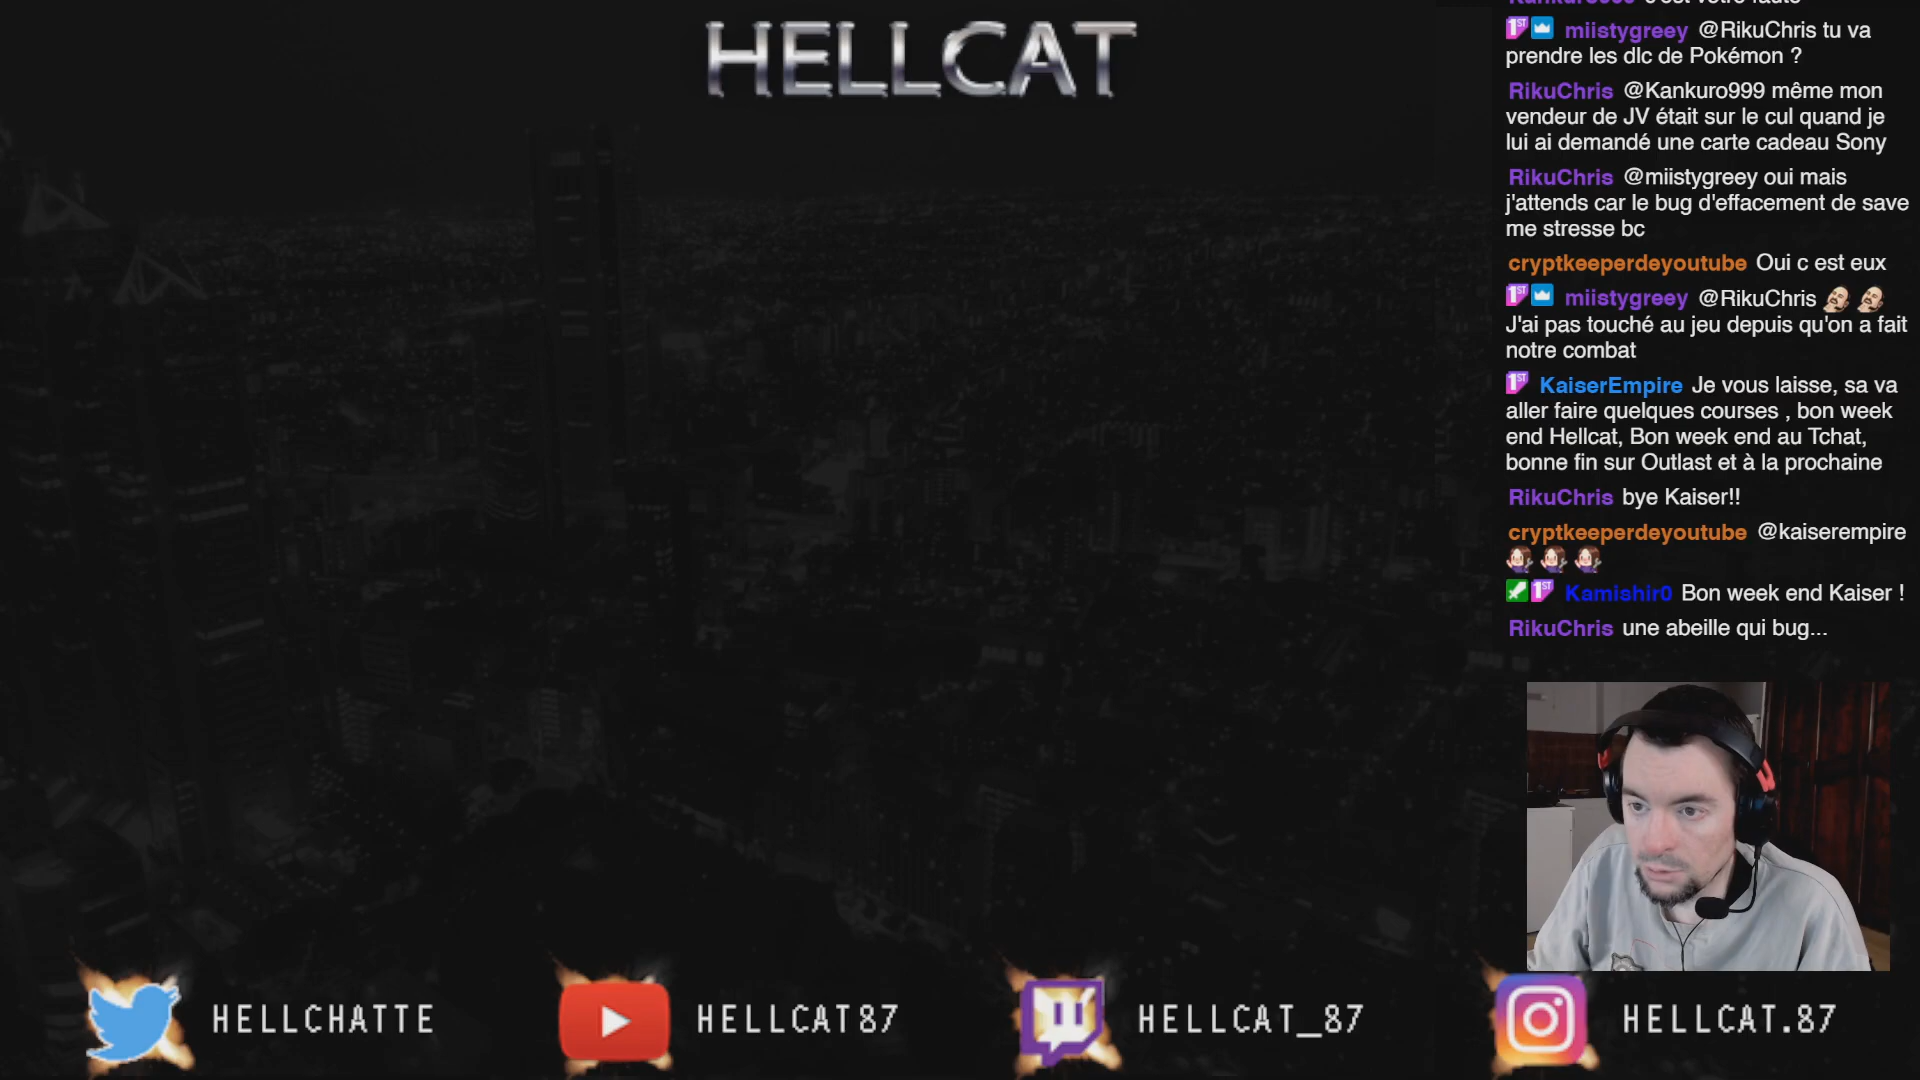 HELLCAT
miistygreey @RikuChris tu va
prendre les dlc de Pokémon ?
RikuChris @Kankuro999 même mon
vendeur de JV était sur le cul quand je
lui ai demandé une carte cadeau Sony
RikuChris @miistygreey oui mais
j'attends car le bug d'effacement de save
me stresse bc
cryptkeeperdeyoutube Oui c est eux
miistygreey @RikuChris
J'ai pas touché au jeu depuis qu'on a fait
notre combat
KaiserEmpire Je vous laisse, sa va
aller faire quelques courses , bon week
end Hellcat, Bon week end au Tchat,
bonne fin sur Outlast et à la prochaine
RikuChris bye Kaiser!!
cryptkeeperdeyoutube @kaiserempire
Kamishir0 Bon week end Kaiser !
RikuChris une abeille qui bug...
HELLCHATTE
HELLCAT87
HELLCAT_87
HELLCAT.87